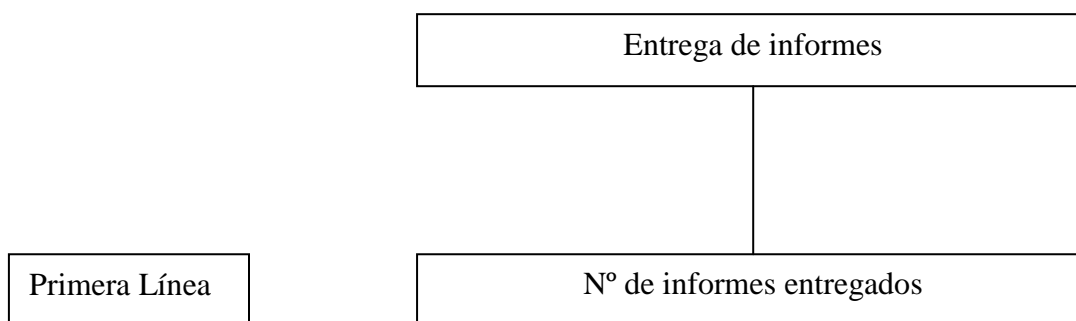 Entrega de informes
Primera Línea
Nº de informes entregados